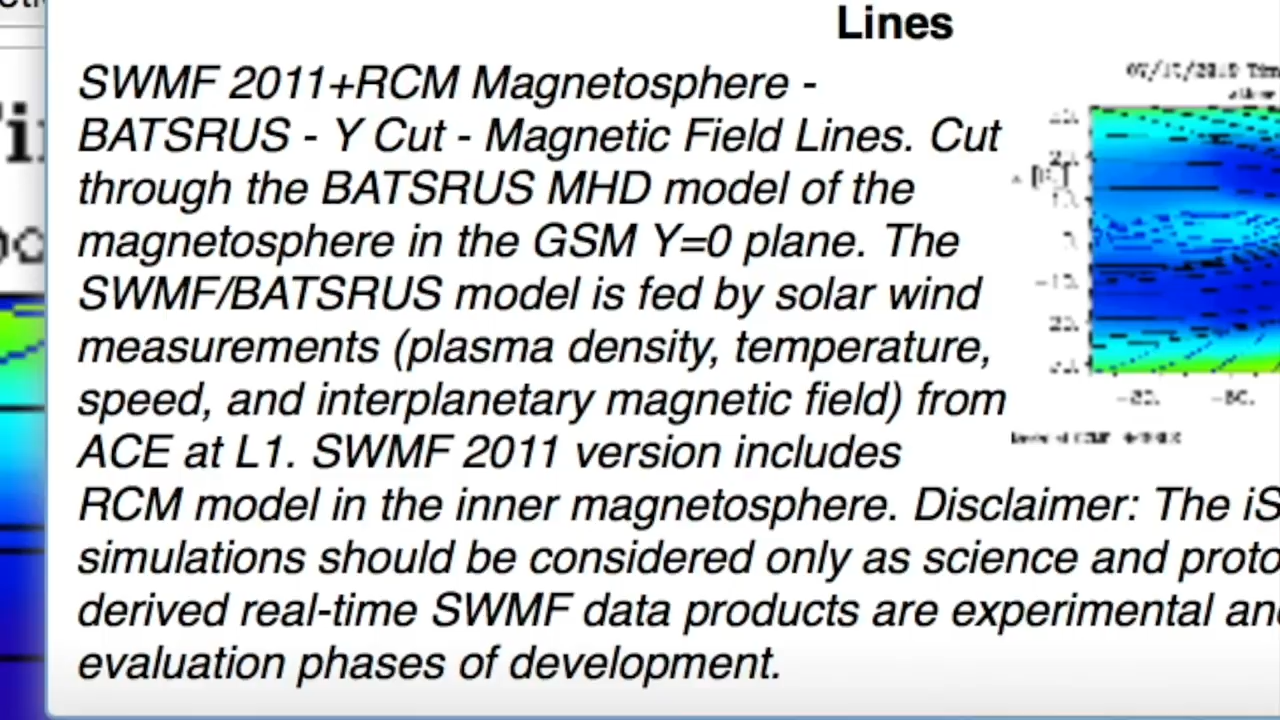 Lines
SWMF 2011+RCM Magnetosphere -
BATSRUS - Y Cut - Magnetic Field Lines. Cut
through the BATSRUS MHD model of the
magnetosphere in the GSM Y=0 plane. The
SWMF/BATSRUS model is fed by solar wind
measurements (plasma density, temperature,
speed, and interplanetary magnetic field) from
ACE at L1. SWMF 2011 version includes
RCM model in the inner magnetosphere. Disclaimer: The iS
simulations should be considered only as science and proto
derived real-time SWMF data products are experimental and
evaluation phases of development.